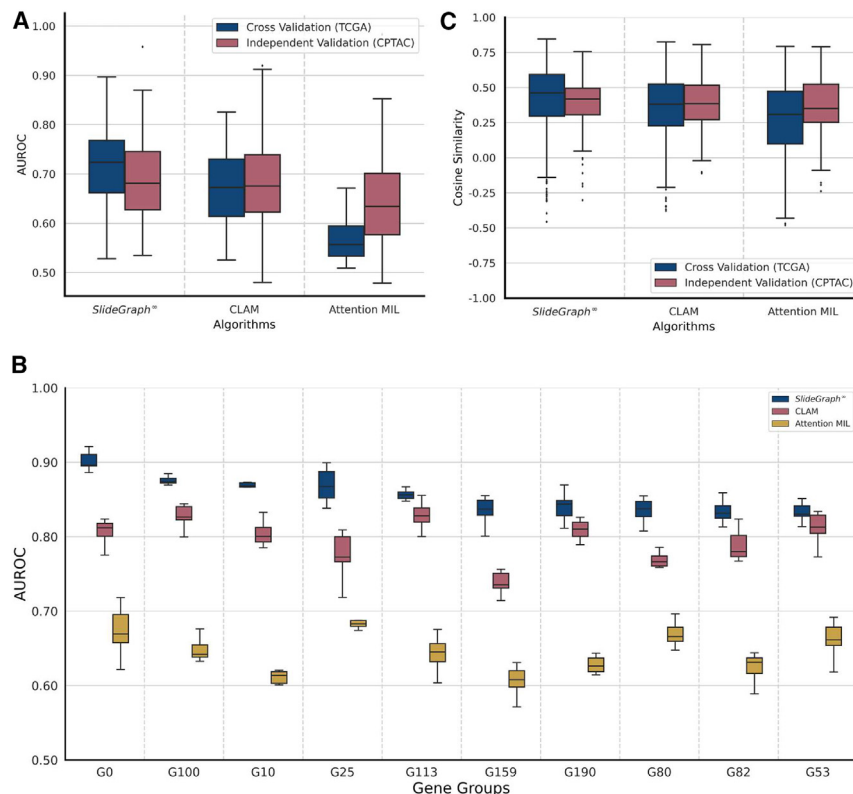 A
Cross Validation (TCGA)
Independent Validation (CPTAC)
1.00
0.90
0.80
0.70
0.60
0.50
AUROC
SlideGraph∞
CLAM
Attention MIL
Algorithms
C
1.00
0.75
0.50
0.25
0.00
-0.25
-0.50
-0.75
-1.00
Cosine Similarity
Cross Validation (TCGA)
Independent Validation (CPTAC)
SlideGraph∞
CLAM
Attention MIL
Algorithms
B
1.00
0.90
0.80
0.70
0.60
0.50
AUROC
SlideGraph∞
CLAM
Attention MIL
G0 G100 G10 G25 G113 G159 G190 G80 G82 G53
Gene Groups